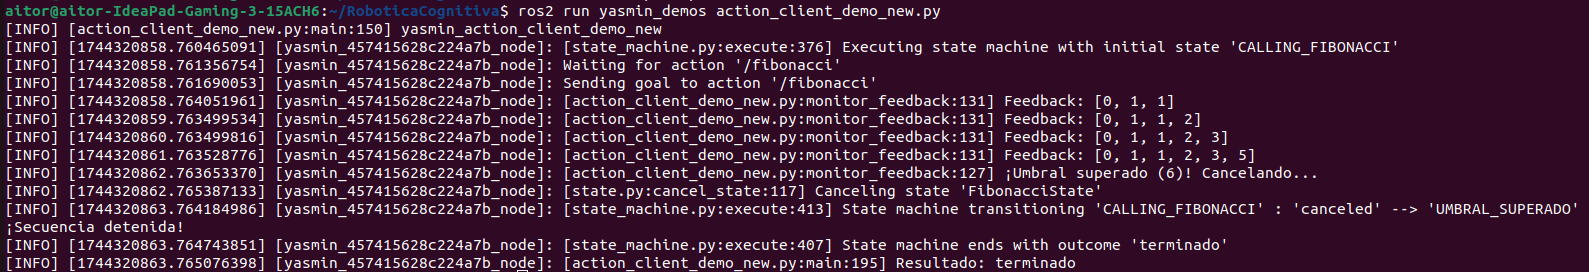 aitor@aitor-IdeaPad-Gaming-3-15ACH6:~/RoboticaCognitiva$ ros2 run yasmin_demos action_client_demo_new.py
[INFO] [action_client_demo_new.py:main:150] yasmin_action_client_demo_new
[INFO] [1744320858.760465091] [yasmin_457415628c224a7b_node]: [state_machine.py:execute:376] Executing state machine with initial state 'CALLING_FIBONACCI'
[INFO] [1744320858.761356754] [yasmin_457415628c224a7b_node]: Waiting for action '/fibonacci'
[INFO] [1744320858.761690053] [yasmin_457415628c224a7b_node]: Sending goal to action '/fibonacci'
[INFO] [1744320858.764051961] [yasmin_457415628c224a7b_node]: [action_client_demo_new.py:monitor_feedback:131] Feedback: [0, 1, 1]
[INFO] [1744320859.763499534] [yasmin_457415628c224a7b_node]: [action_client_demo_new.py:monitor_feedback:131] Feedback: [0, 1, 1, 2]
[INFO] [1744320860.763499816] [yasmin_457415628c224a7b_node]: [action_client_demo_new.py:monitor_feedback:131] Feedback: [0, 1, 1, 2, 3]
[INFO] [1744320861.763528776] [yasmin_457415628c224a7b_node]: [action_client_demo_new.py:monitor_feedback:131] Feedback: [0, 1, 1, 2, 3, 5]
[INFO] [1744320862.763653370] [yasmin_457415628c224a7b_node]: [action_client_demo_new.py:monitor_feedback:127] ¡Umbral superado (6)! Cancelando...
[INFO] [1744320862.765387133] [yasmin_457415628c224a7b_node]: [state.py:cancel_state:117] Canceling state 'FibonacciState'
[INFO] [1744320863.764184986] [yasmin_457415628c224a7b_node]: [state_machine.py:execute:413] State machine transitioning 'CALLING_FIBONACCI' : 'canceled' --> 'UMBRAL_SUPERADO'
¡Secuencia detenida!
[INFO] [1744320863.764743851] [yasmin_457415628c224a7b_node]: [state_machine.py:execute:407] State machine ends with outcome 'terminado'
[INFO] [1744320863.765076398] [yasmin_457415628c224a7b_node]: [action_client_demo_new.py:main:195] Resultado: terminado